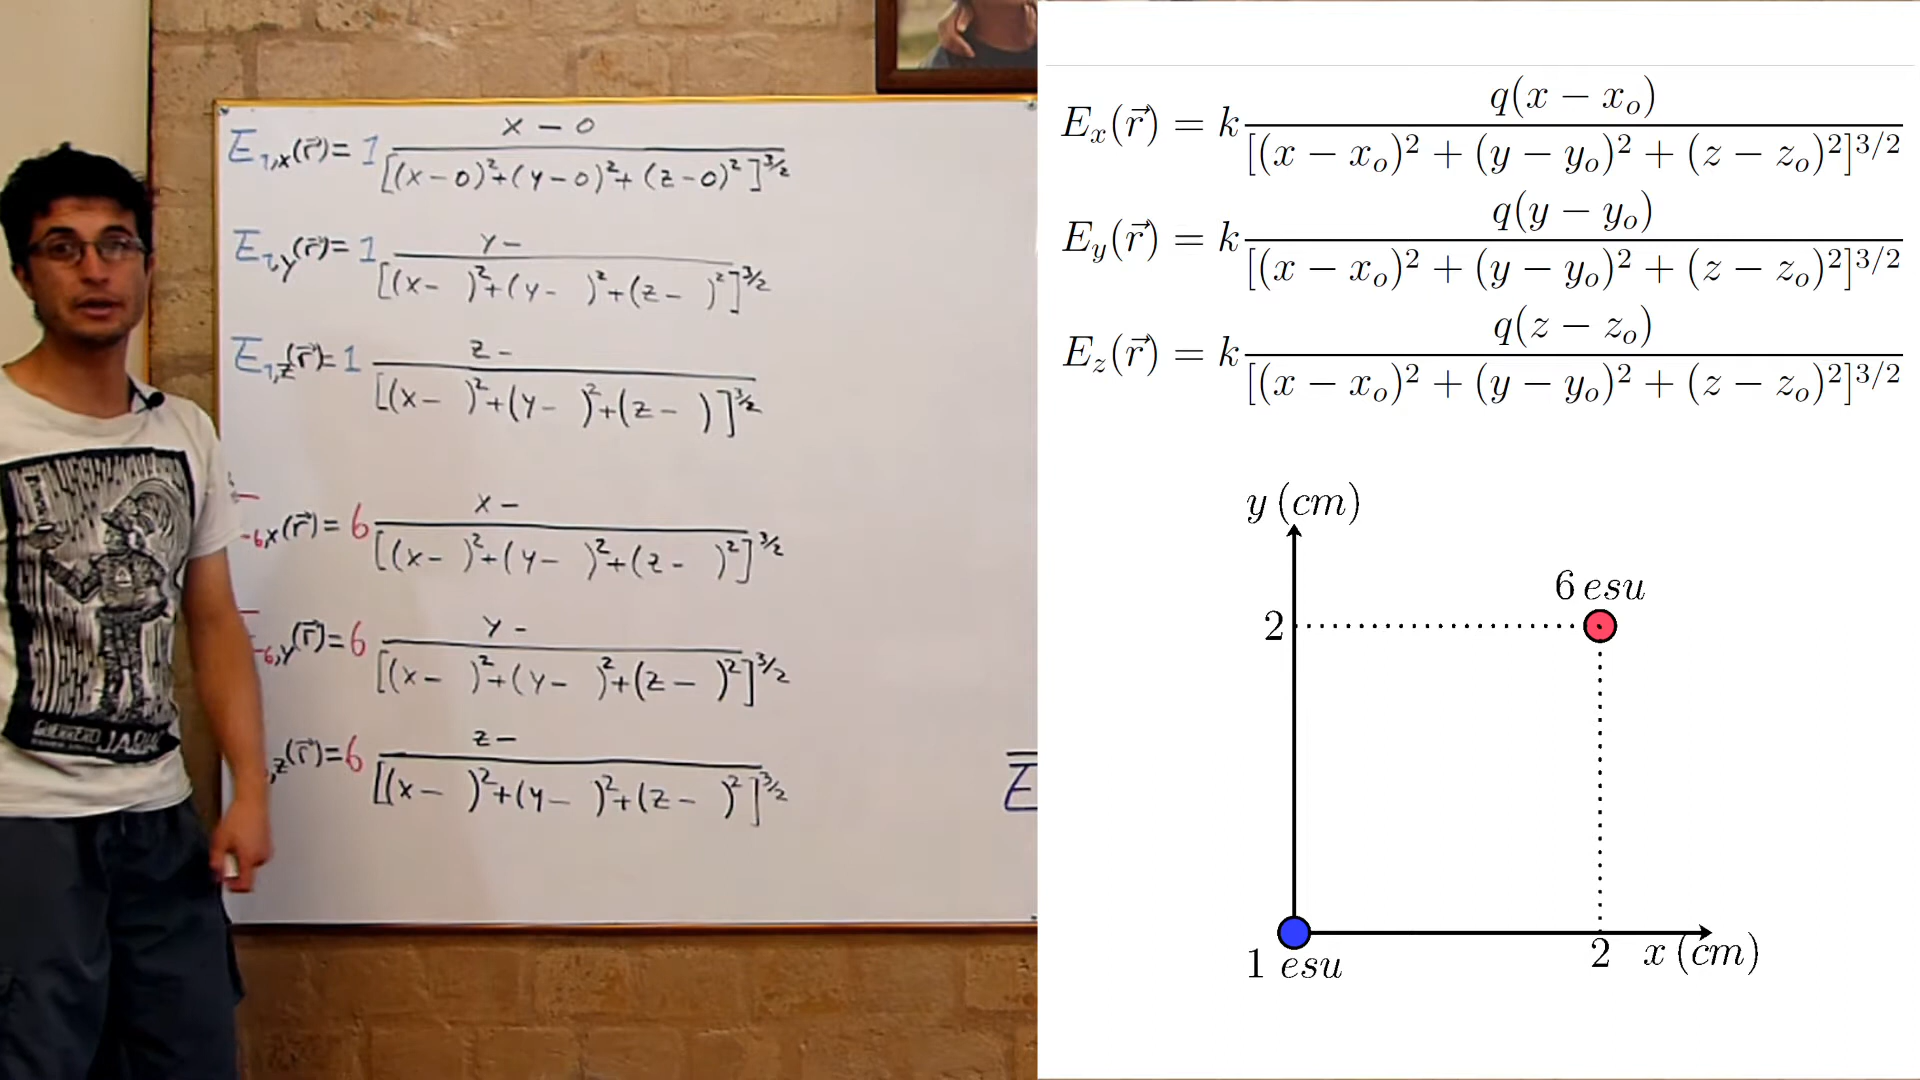 E₁,ₓ(r⃗)= 1 x – 0 / [(x–0)²+(y–0)²+(z–0)²]^3/2
E₁,y(r⃗)= 1 y – / [(x– )²+(y– )²+(z– )²]^3/2
E₁,z(r⃗)= 1 z – / [(x– )²+(y– )²+(z– )]^3/2
6,x(r⃗)= 6 x – / [(x– )²+(y– )²+(z– )²]^3/2
6,y(r⃗)= 6 y – / [(x– )²+(y– )²+(z– )²]^3/2
,z(r⃗)= 6 z – / [(x– )²+(y– )²+(z– )²]^3/2
E
Eₓ(r⃗) = k q(x − xₒ) / [(x − xₒ)² + (y − yₒ)² + (z − zₒ)²]^3/2
E_y(r⃗) = k q(y − yₒ) / [(x − xₒ)² + (y − yₒ)² + (z − zₒ)²]^3/2
E_z(r⃗) = k q(z − zₒ) / [(x − xₒ)² + (y − yₒ)² + (z − zₒ)²]^3/2
y (cm)
6 esu
2
2 x (cm)
1 esu